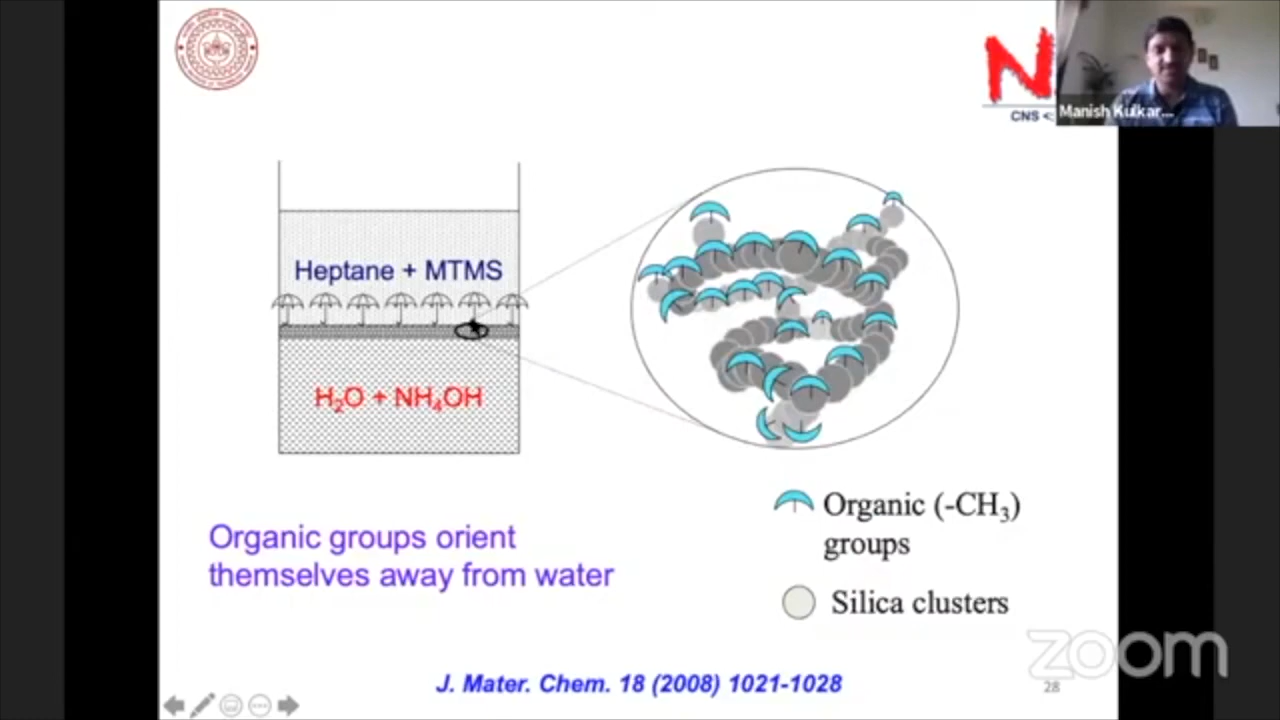 N
CNS <
Manish Kulkar...
Heptane + MTMS
H₂O + NH₄OH
Organic groups orient
themselves away from water
Organic (-CH₃)
groups
Silica clusters
zoom
J. Mater. Chem. 18 (2008) 1021-1028
28